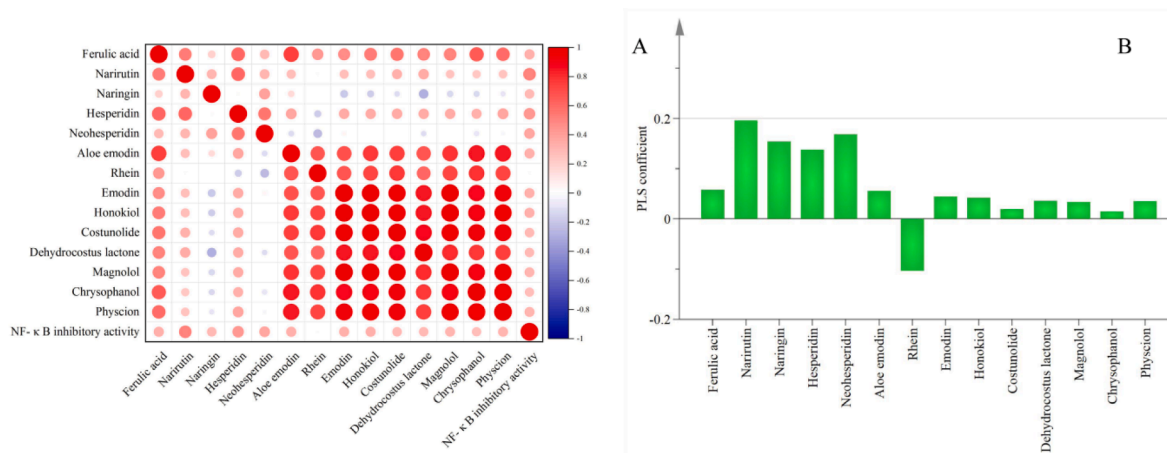 Ferulic acid
Narirutin
Naringin
Hesperidin
Neohesperidin
Aloe emodin
Rhein
Emodin
Honokiol
Costunolide
Dehydrocostus lactone
Magnolol
Chrysophanol
Physcion
NF- κ B inhibitory activity
Ferulic acid
Narirutin
Naringin
Hesperidin
Neohesperidin
Aloe emodin
Rhein
Emodin
Honokiol
Costunolide
Dehydrocostus lactone
Magnolol
Chrysophanol
Physcion
NF- κ B inhibitory activity
1
0.8
0.6
0.4
0.2
0
-0.2
-0.4
-0.6
-0.8
-1
A
B
PLS confficient
0.2
0
-0.2
Ferulic acid
Narirutin
Naringin
Hesperidin
Neohesperidin
Aloe emodin
Rhein
Emodin
Honokiol
Costunolide
Dehydrocostus lactone
Magnolol
Chrysophanol
Physcion